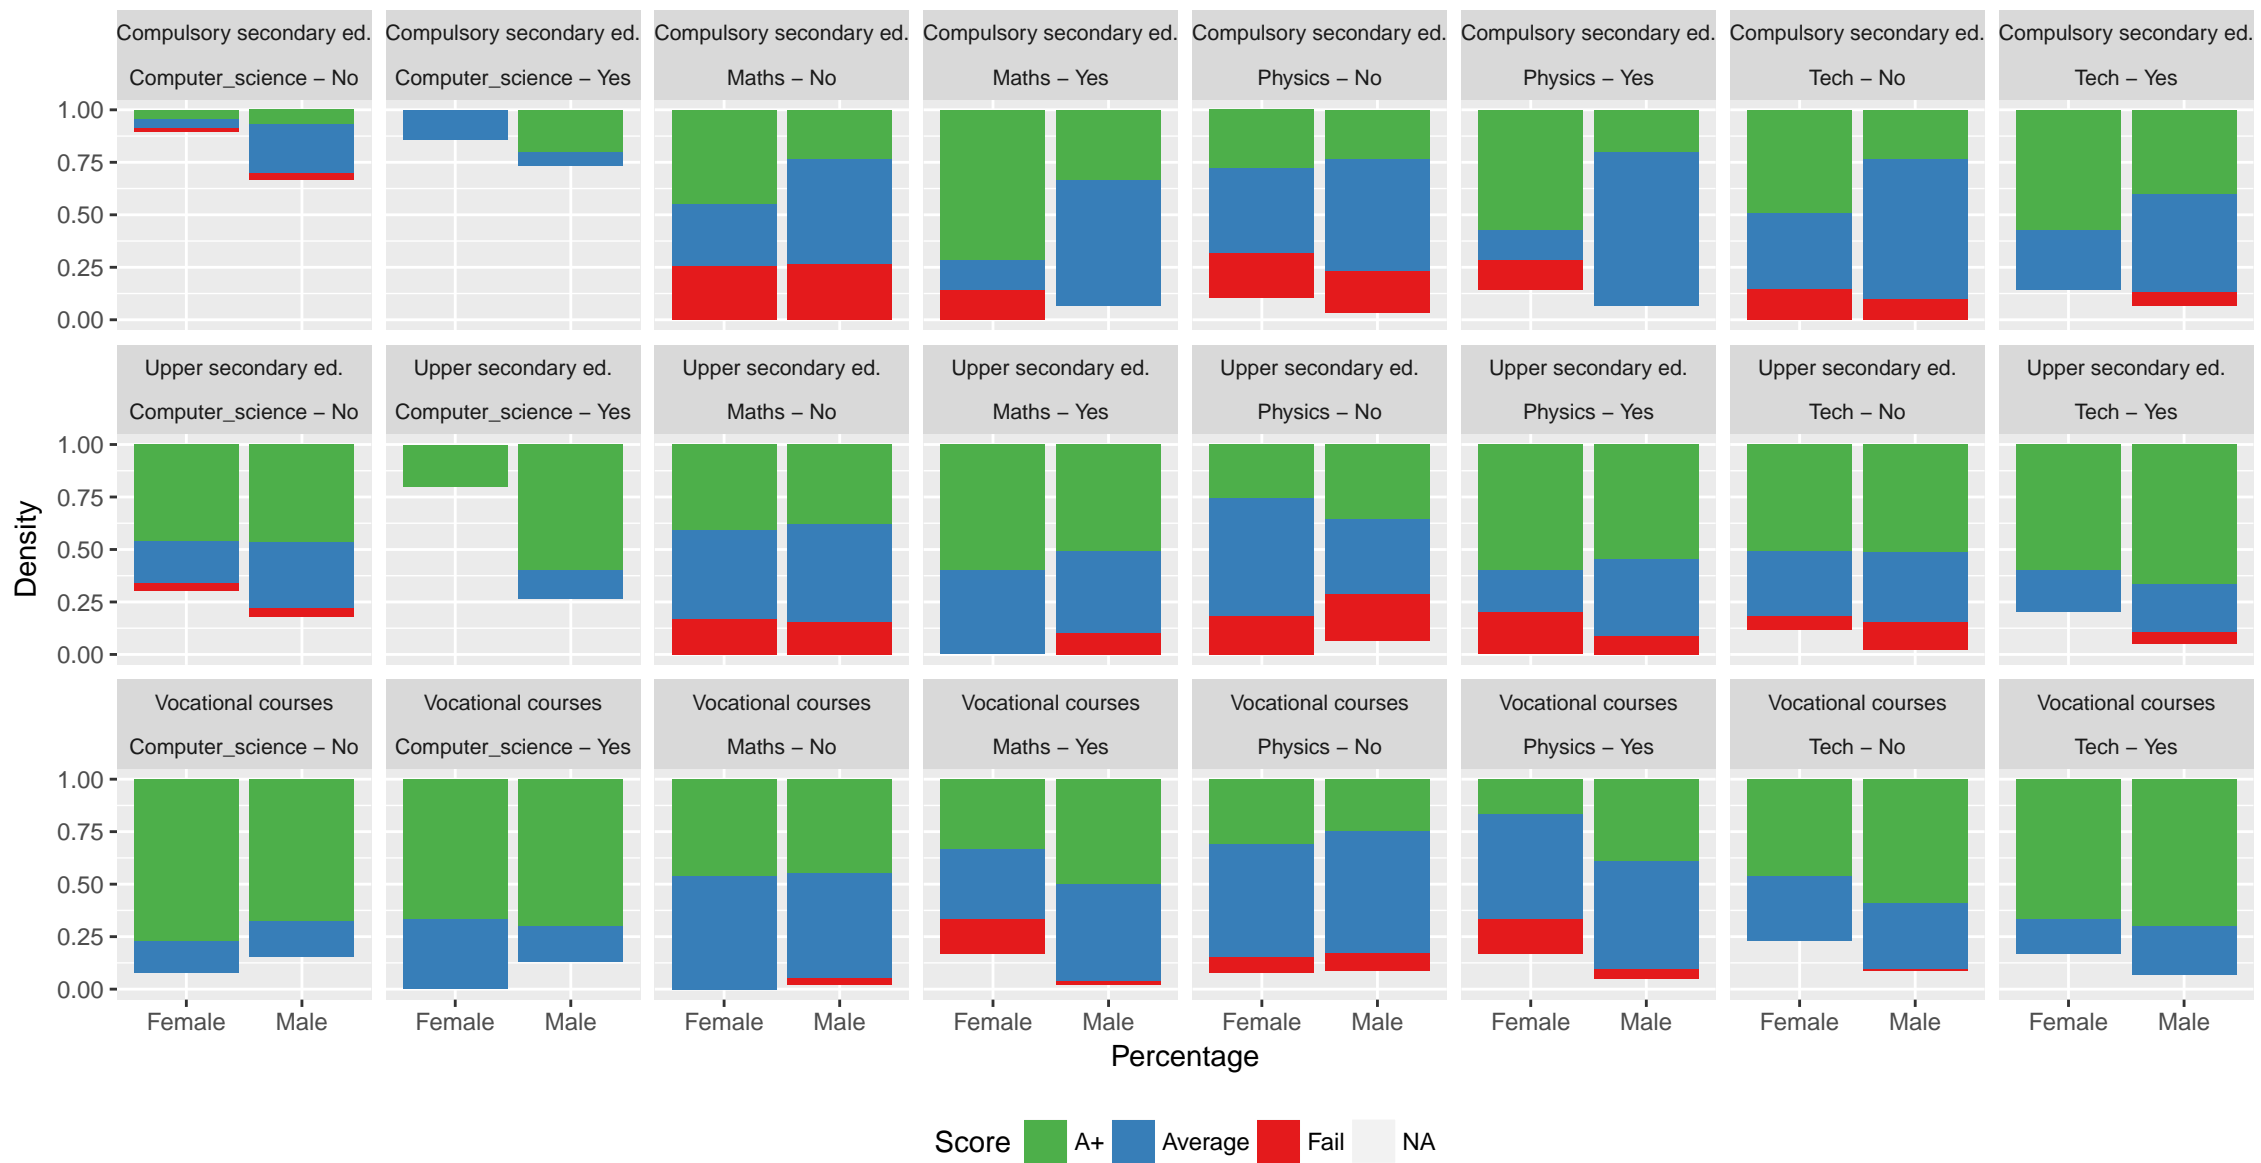 Compulsory secondary ed. Compulsory secondary ed. Compulsory secondary ed. Compulsory secondary ed. Compulsory secondary ed. Compulsory secondary ed. Compulsory secondary ed. Compulsory secondary ed.
Computer_science – No Computer_science – Yes Maths – No Maths – Yes Physics – No Physics – Yes Tech – No Tech – Yes
1.00
0.75
0.50
0.25
0.00
Upper secondary ed. Upper secondary ed. Upper secondary ed. Upper secondary ed. Upper secondary ed. Upper secondary ed. Upper secondary ed. Upper secondary ed.
Computer_science – No Computer_science – Yes Maths – No Maths – Yes Physics – No Physics – Yes Tech – No Tech – Yes
1.00
0.75
0.50
0.25
0.00
Density
Vocational courses Vocational courses Vocational courses Vocational courses Vocational courses Vocational courses Vocational courses Vocational courses
Computer_science – No Computer_science – Yes Maths – No Maths – Yes Physics – No Physics – Yes Tech – No Tech – Yes
1.00
0.75
0.50
0.25
0.00
Female Male Female Male Female Male Female Male Female Male Female Male Female Male Female Male
Percentage
Score A+ Average Fail NA